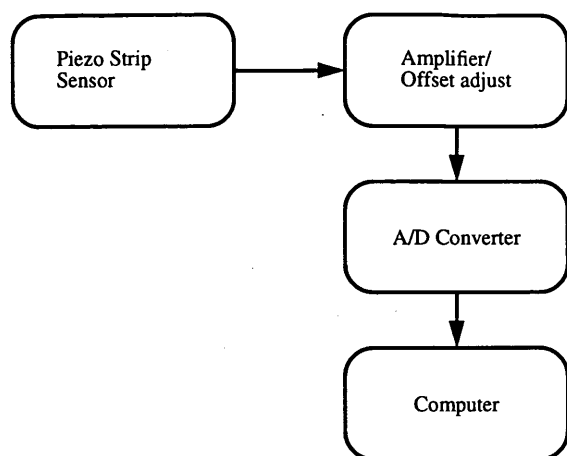 Piezo Strip
Sensor
Amplifier/
Offset adjust
A/D Converter
Computer